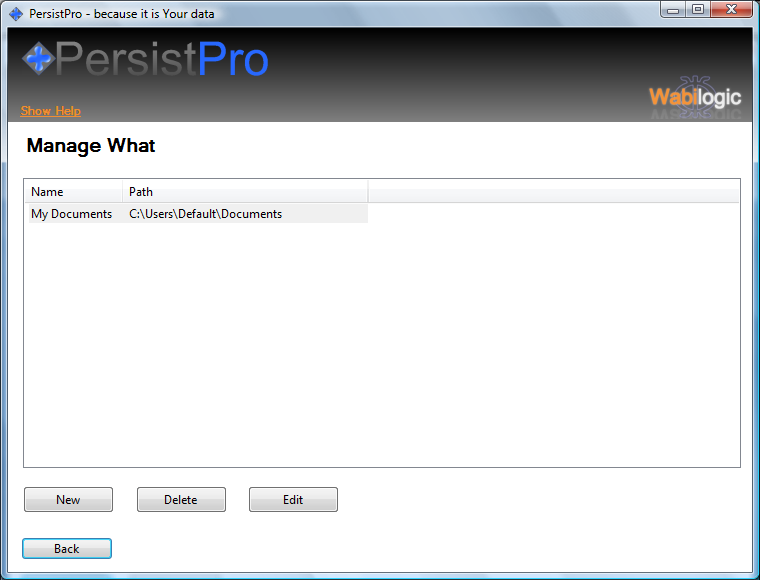 PersistPro - because it is Your data
PersistPro
Show Help
Wabilogic
Manage What
Name Path
My Documents C:\Users\Default\Documents
New Delete Edit
Back